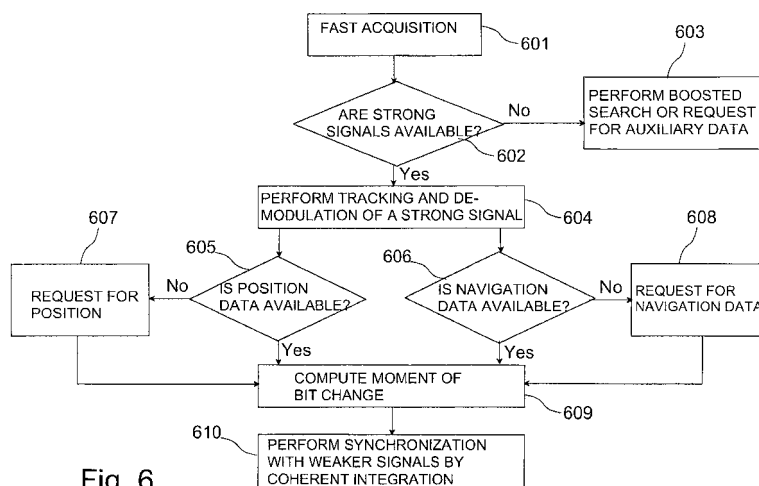 FAST ACQUISITION
601
603
ARE STRONG
SIGNALS AVAILABLE?
602
No
PERFORM BOOSTED
SEARCH OR REQUEST
FOR AUXILIARY DATA
Yes
PERFORM TRACKING AND DE-
MODULATION OF A STRONG SIGNAL
604
607
605
606
608
REQUEST FOR
POSITION
No
IS POSITION
DATA AVAILABLE?
IS NAVIGATION
DATA AVAILABLE?
No
REQUEST FOR
NAVIGATION DATA
Yes
Yes
COMPUTE MOMENT OF
BIT CHANGE
609
610
PERFORM SYNCHRONIZATION
WITH WEAKER SIGNALS BY
COHERENT INTEGRATION
Fig. 6